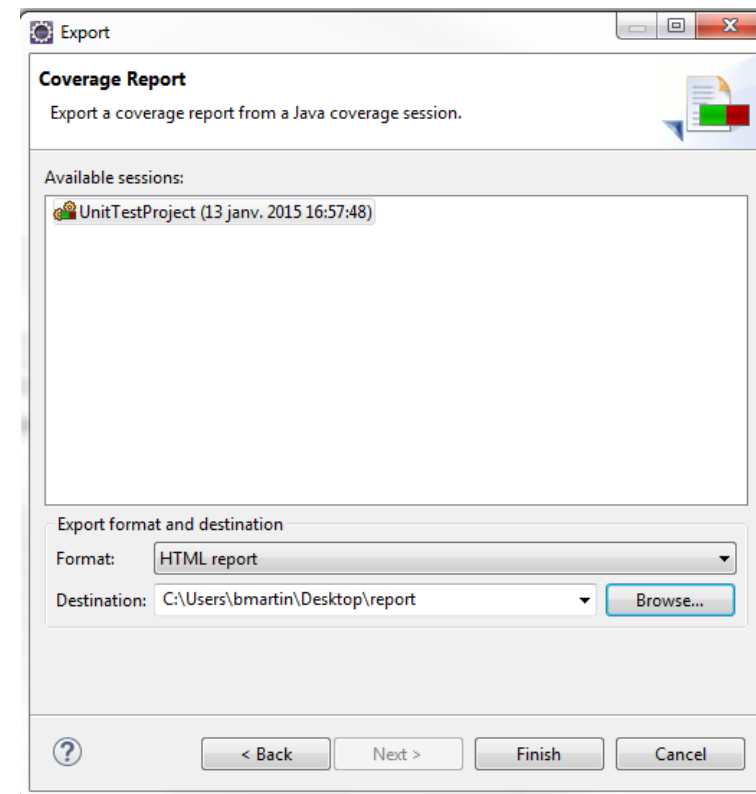 Export
Coverage Report
Export a coverage report from a Java coverage session.
Available sessions:
UnitTestProject (13 janv. 2015 16:57:48)
Export format and destination
Format: HTML report
Destination: C:\Users\bmartin\Desktop\report Browse...
? < Back Next > Finish Cancel